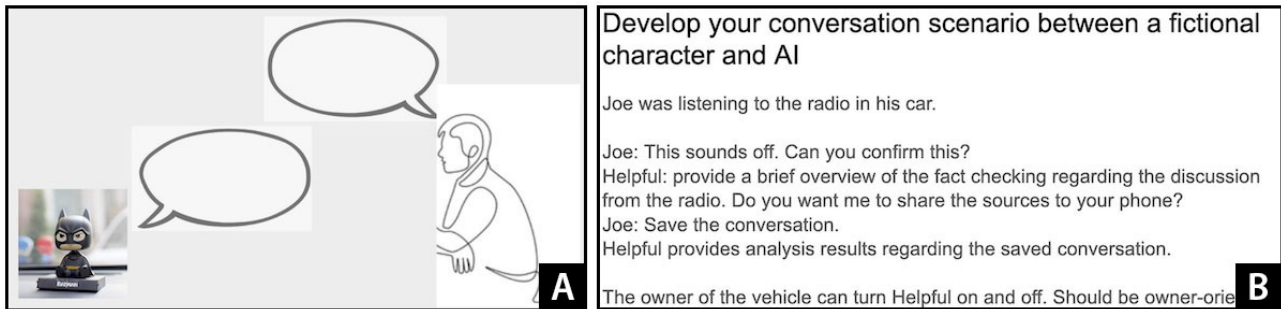 BATMAN
A
Develop your conversation scenario between a fictional
character and AI
Joe was listening to the radio in his car.
Joe: This sounds off. Can you confirm this?
Helpful: provide a brief overview of the fact checking regarding the discussion
from the radio. Do you want me to share the sources to your phone?
Joe: Save the conversation.
Helpful provides analysis results regarding the saved conversation.
The owner of the vehicle can turn Helpful on and off. Should be
B